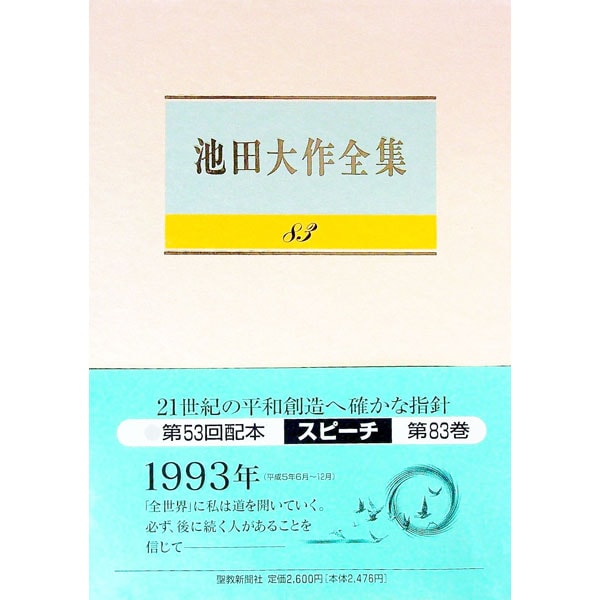 池田大作全集
83
21世紀の平和創造へ確かな指針
第53回配本 スピーチ 第83巻
1993年(平成5年6月〜12月)
「全世界」に私は道を開いていく。
必ず、後に続く人があることを
信じて―――
聖教新聞社 定価2,600円[本体2,476円]